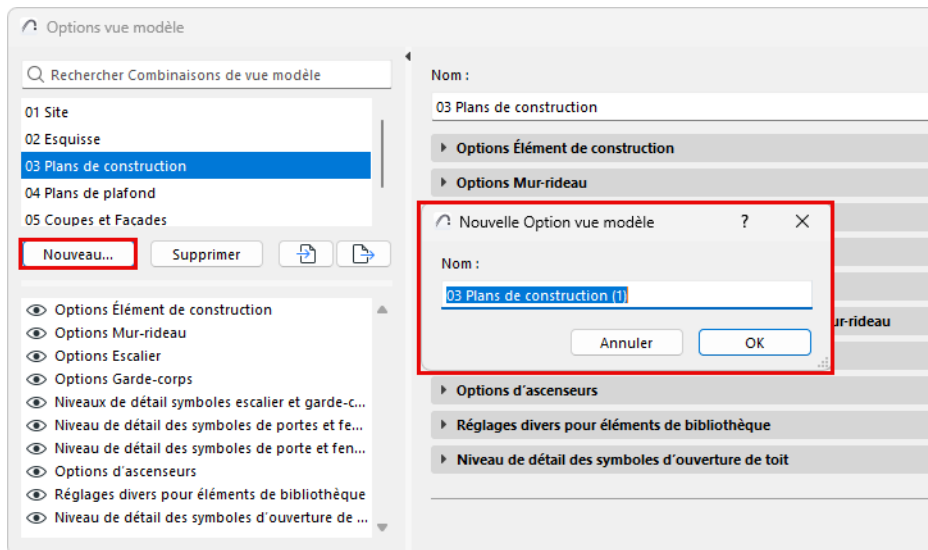 Options vue modèle
Rechercher Combinaisons de vue modèle
01 Site
02 Esquisse
03 Plans de construction
04 Plans de plafond
05 Coupes et Façades
Nouveau...
Supprimer
Options Élément de construction
Options Mur-rideau
Options Escalier
Options Garde-corps
Niveaux de détail symboles escalier et garde-c...
Niveau de détail des symboles de portes et fe...
Niveau de détail des symboles de porte et fen...
Options d'ascenseurs
Réglages divers pour éléments de bibliothèque
Niveau de détail des symboles d'ouverture de ...
Nom :
03 Plans de construction
Options Élément de construction
Options Mur-rideau
Nouvelle Option vue modèle
?
Nom :
03 Plans de construction (1)
Annuler
OK
ur-rideau
Options d'ascenseurs
Réglages divers pour éléments de bibliothèque
Niveau de détail des symboles d'ouverture de toit